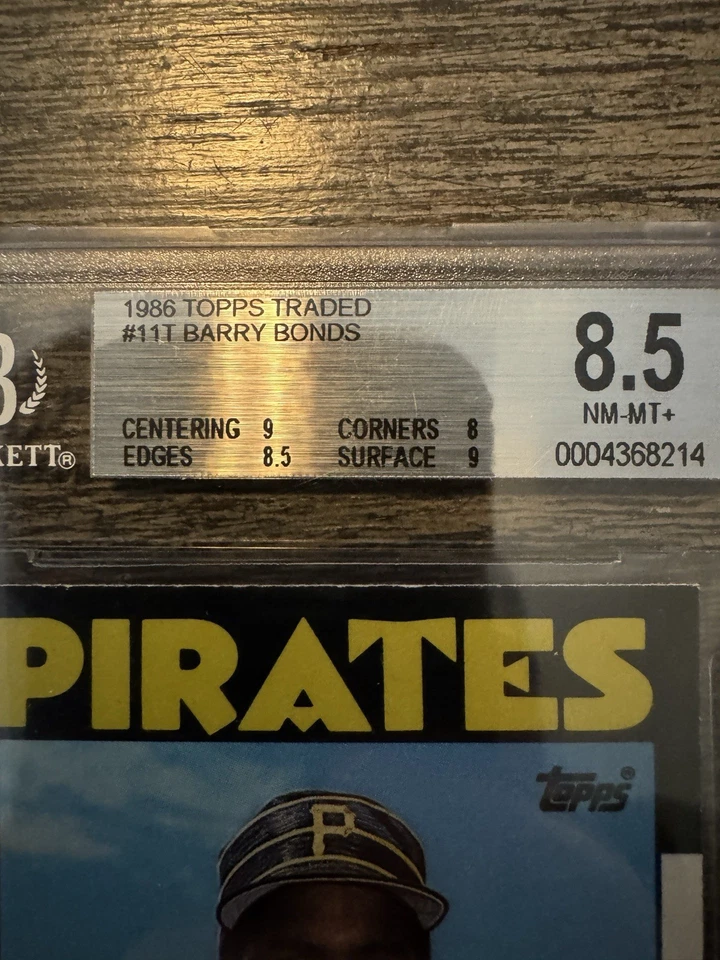 1986 TOPPS TRADED
#11T BARRY BONDS
8.5
NM-MT+
CENTERING 9 CORNERS 8
EDGES 8.5 SURFACE 9
0004368214
B
KETT®
PIRATES
topps®
P